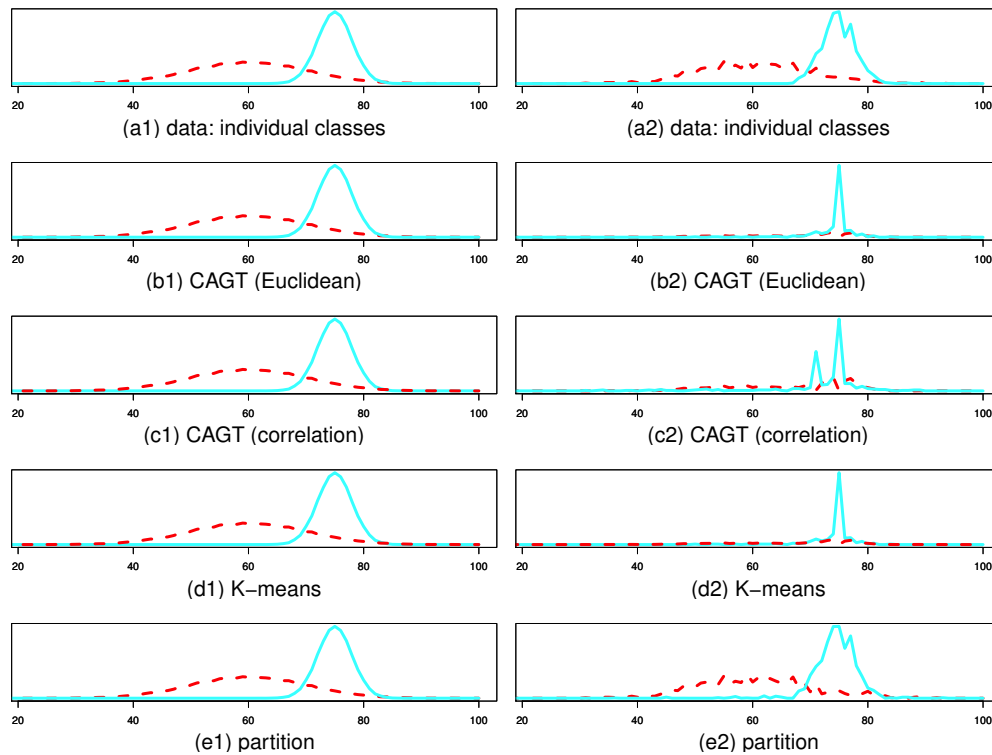 20 40 60 80 100
(a1) data: individual classes
20 40 60 80 100
(a2) data: individual classes
20 40 60 80 100
(b1) CAGT (Euclidean)
20 40 60 80 100
(b2) CAGT (Euclidean)
20 40 60 80 100
(c1) CAGT (correlation)
20 40 60 80 100
(c2) CAGT (correlation)
20 40 60 80 100
(d1) K−means
20 40 60 80 100
(d2) K−means
20 40 60 80 100
(e1) partition
20 40 60 80 100
(e2) partition